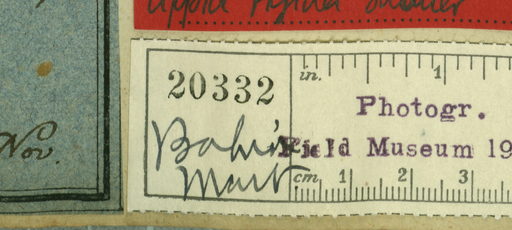 Nov.
20332
Bahia
Mart.
in. 1
Photogr.
Field Museum 19
cm 1 2 3